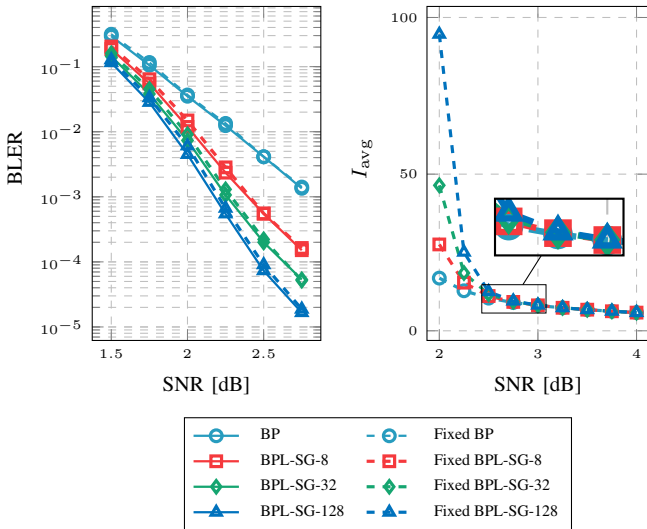 10^{-1}
10^{-2}
10^{-3}
10^{-4}
10^{-5}
BLER
1.5 2 2.5
SNR [dB]
100
50
0
I_{avg}
2 3 4
SNR [dB]
BP Fixed BP
BPL-SG-8 Fixed BPL-SG-8
BPL-SG-32 Fixed BPL-SG-32
BPL-SG-128 Fixed BPL-SG-128